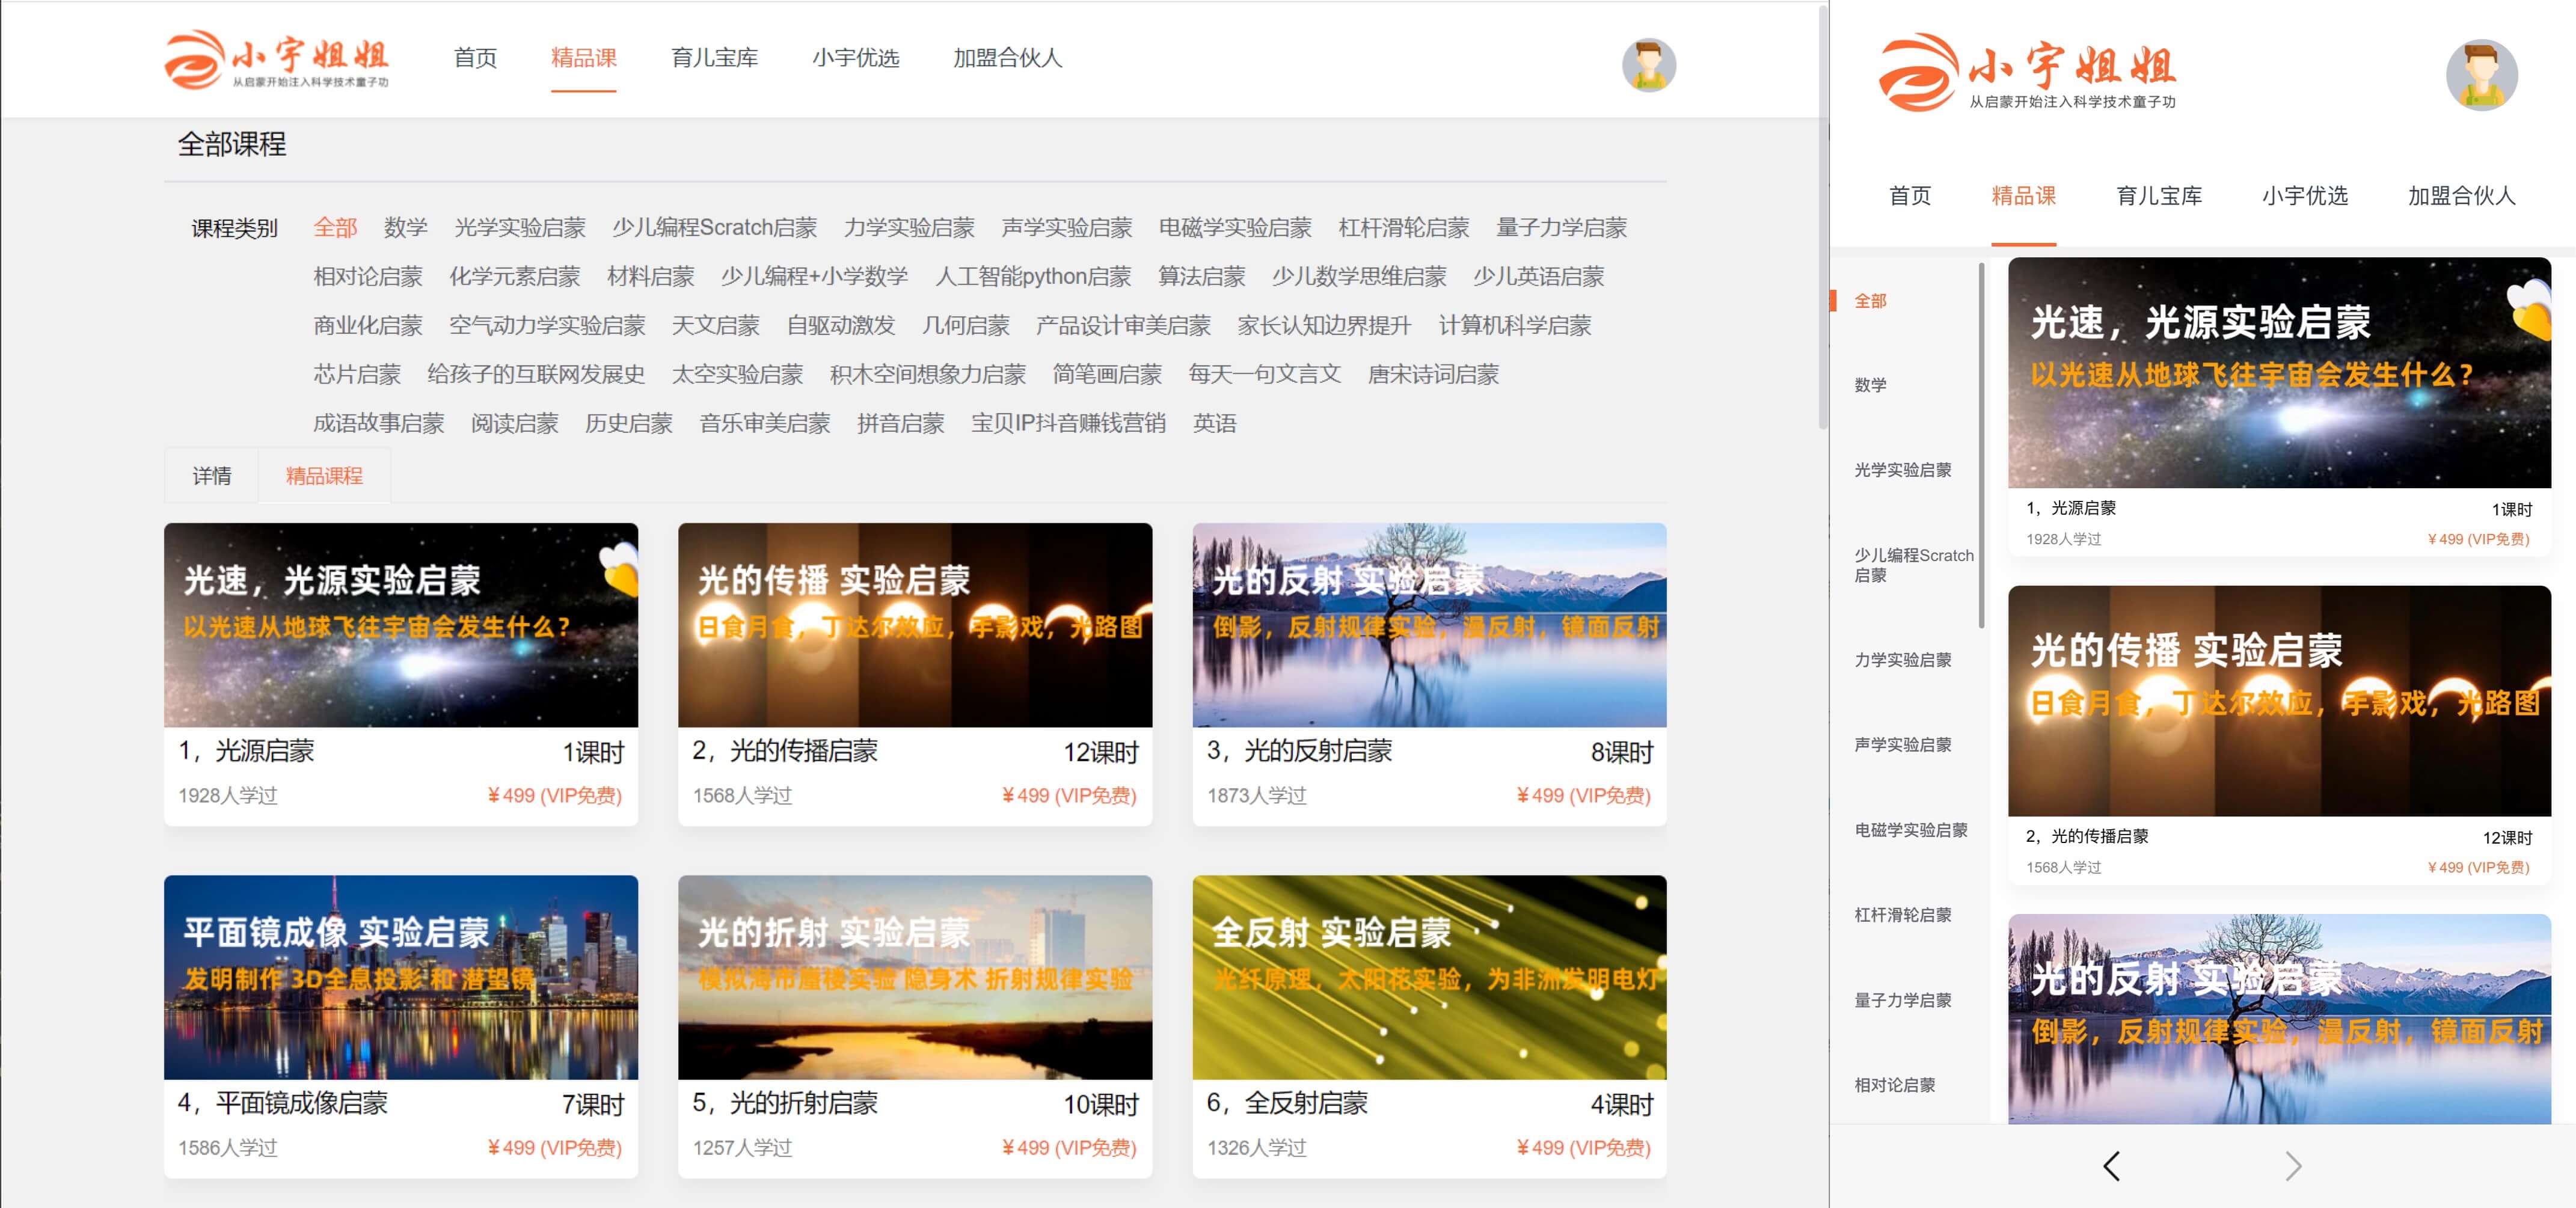 小宇姐姐
从启蒙开始注入科学技术童子功
首页 精品课 育儿宝库 小宇优选 加盟合伙人
全部课程
课程类别 全部 数学 光学实验启蒙 少儿编程Scratch启蒙 力学实验启蒙 声学实验启蒙 电磁学实验启蒙 杠杆滑轮启蒙 量子力学启蒙
相对论启蒙 化学元素启蒙 材料启蒙 少儿编程+小学数学 人工智能python启蒙 算法启蒙 少儿数学思维启蒙 少儿英语启蒙
商业化启蒙 空气动力学实验启蒙 天文启蒙 自驱动激发 几何启蒙 产品设计审美启蒙 家长认知边界提升 计算机科学启蒙
芯片启蒙 给孩子的互联网发展史 太空实验启蒙 积木空间想象力启蒙 简笔画启蒙 每天一句文言文 唐宋诗词启蒙
成语故事启蒙 阅读启蒙 历史启蒙 音乐审美启蒙 拼音启蒙 宝贝IP抖音赚钱营销 英语
详情 精品课程
光速，光源实验启蒙
以光速从地球飞往宇宙会发生什么？
1，光源启蒙 1课时
1928人学过 ¥499 (VIP免费)
光的传播 实验启蒙
日食月食，丁达尔效应，手影戏，光路图
2，光的传播启蒙 12课时
1568人学过 ¥499 (VIP免费)
光的反射 实验启蒙
倒影，反射规律实验，漫反射，镜面反射
3，光的反射启蒙 8课时
1873人学过 ¥499 (VIP免费)
平面镜成像 实验启蒙
发明制作 3D全息投影 和 潜望镜
4，平面镜成像启蒙 7课时
1586人学过 ¥499 (VIP免费)
光的折射 实验启蒙
模拟海市蜃楼实验 隐身术 折射规律实验
5，光的折射启蒙 10课时
1257人学过 ¥499 (VIP免费)
全反射 实验启蒙
光纤原理，太阳花实验，为非洲发明电灯
6，全反射启蒙 4课时
1326人学过 ¥499 (VIP免费)
小宇姐姐
从启蒙开始注入科学技术童子功
首页 精品课 育儿宝库 小宇优选 加盟合伙人
全部
数学
光学实验启蒙
少儿编程Scratch
启蒙
力学实验启蒙
声学实验启蒙
电磁学实验启蒙
杠杆滑轮启蒙
量子力学启蒙
相对论启蒙
光速，光源实验启蒙
以光速从地球飞往宇宙会发生什么？
1，光源启蒙 1课时
1928人学过 ¥499 (VIP免费)
光的传播 实验启蒙
日食月食，丁达尔效应，手影戏，光路图
2，光的传播启蒙 12课时
1568人学过 ¥499 (VIP免费)
光的反射 实验启蒙
倒影，反射规律实验，漫反射，镜面反射